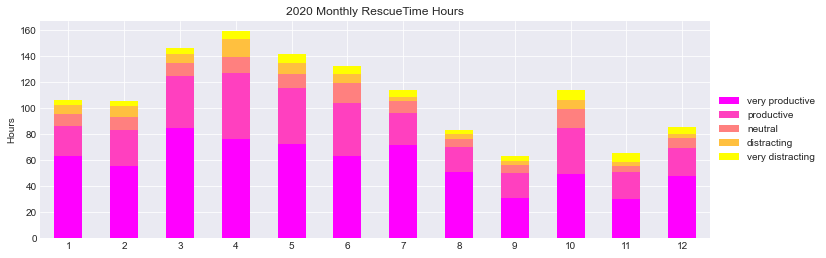 2020 Monthly RescueTime Hours
160
140
120
100
80
60
40
20
0
Hours
1 2 3 4 5 6 7 8 9 10 11 12
very productive
productive
neutral
distracting
very distracting